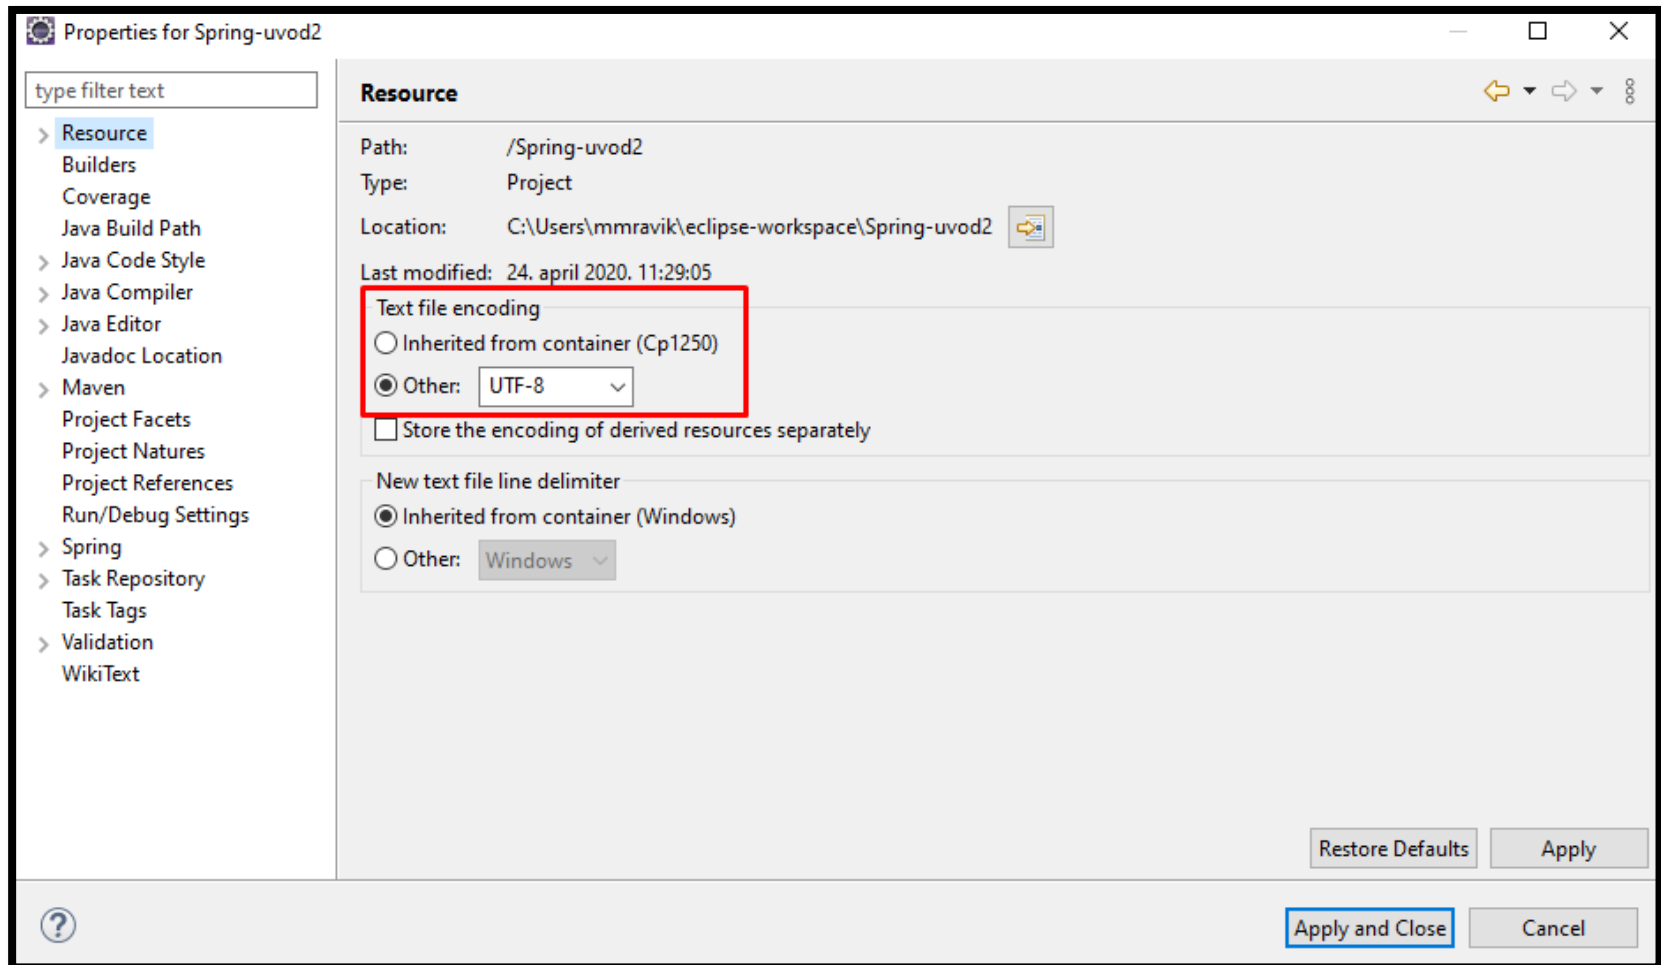 Properties for Spring-uvod2
type filter text
Resource
Builders
Coverage
Java Build Path
Java Code Style
Java Compiler
Java Editor
Javadoc Location
Maven
Project Facets
Project Natures
Project References
Run/Debug Settings
Spring
Task Repository
Task Tags
Validation
WikiText
Resource
Path: /Spring-uvod2
Type: Project
Location: C:\Users\mmravik\eclipse-workspace\Spring-uvod2
Last modified: 24. april 2020. 11:29:05
Text file encoding
Inherited from container (Cp1250)
Other: UTF-8
Store the encoding of derived resources separately
New text file line delimiter
Inherited from container (Windows)
Other: Windows
Restore Defaults Apply
? Apply and Close Cancel